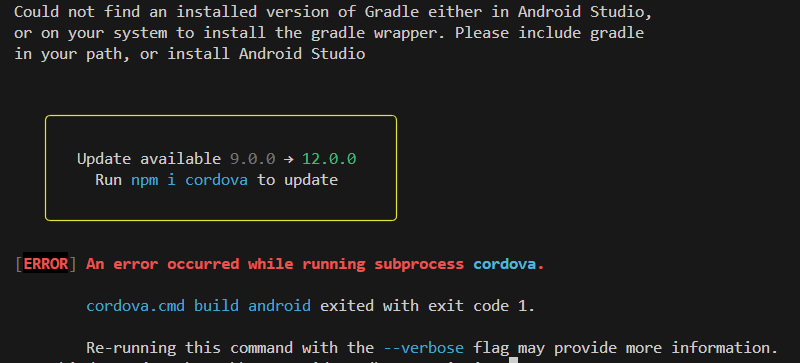 Could not find an installed version of Gradle either in Android Studio,
or on your system to install the gradle wrapper. Please include gradle
in your path, or install Android Studio
Update available 9.0.0 → 12.0.0
Run npm i cordova to update
[ERROR] An error occurred while running subprocess cordova.
cordova.cmd build android exited with exit code 1.
Re-running this command with the --verbose flag may provide more information.